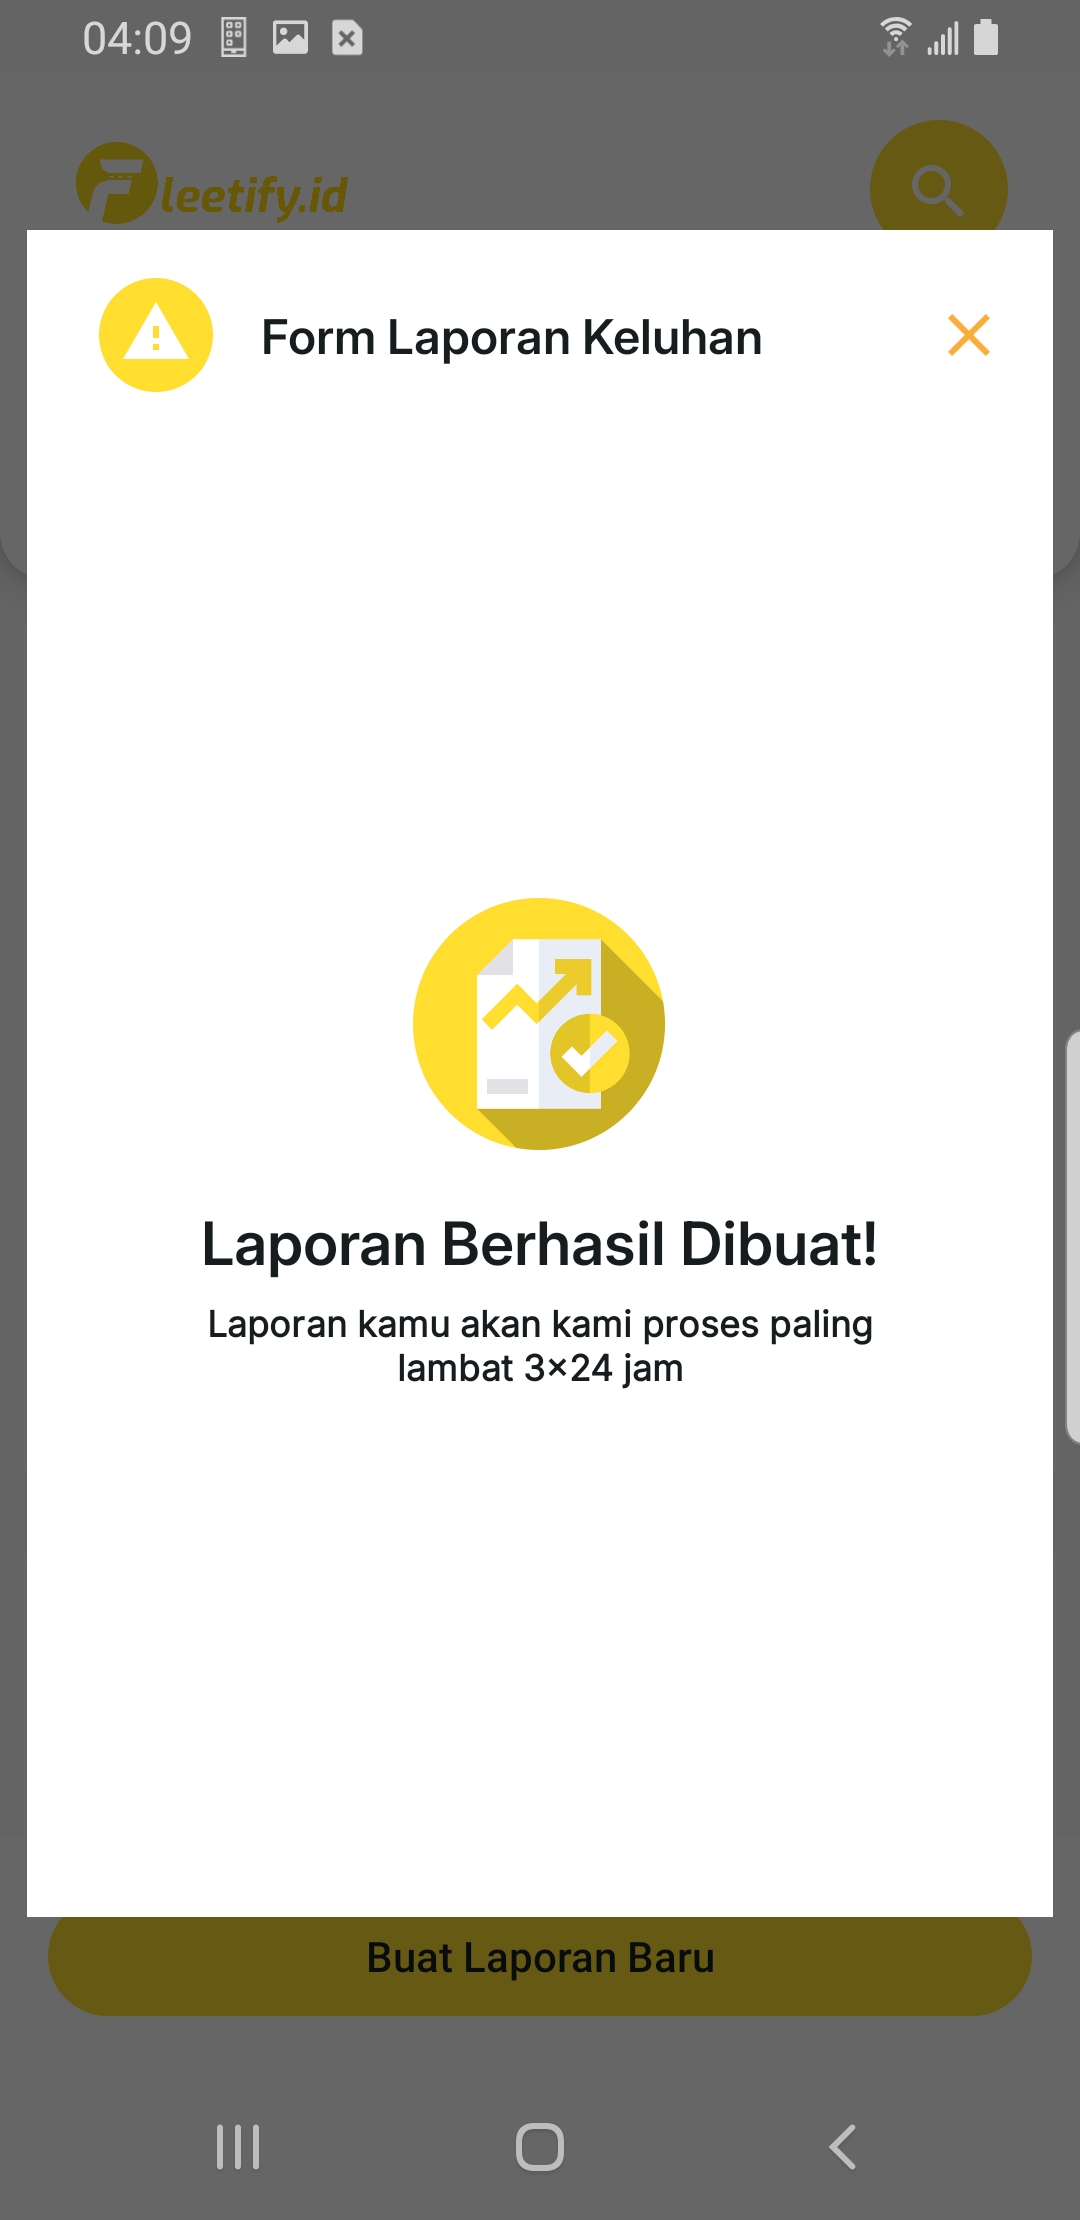 04:09
Fleetify.id
Form Laporan Keluhan
Laporan Berhasil Dibuat!
Laporan kamu akan kami proses paling
lambat 3×24 jam
Buat Laporan Baru